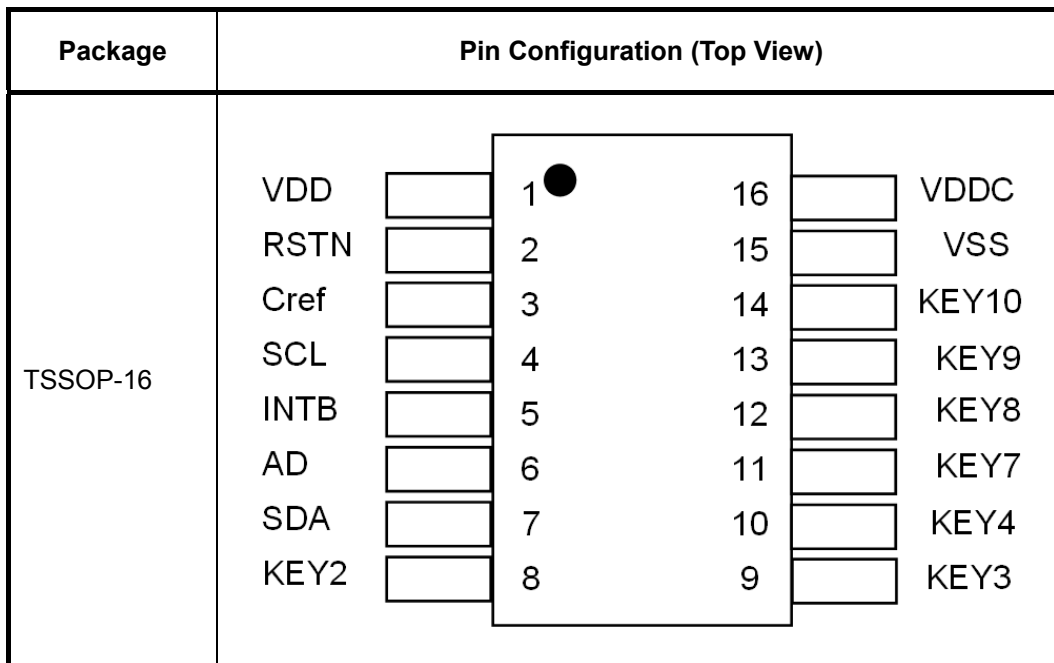 Package
Pin Configuration (Top View)
TSSOP-16
VDD 1 16 VDDC
RSTN 2 15 VSS
Cref 3 14 KEY10
SCL 4 13 KEY9
INTB 5 12 KEY8
AD 6 11 KEY7
SDA 7 10 KEY4
KEY2 8 9 KEY3